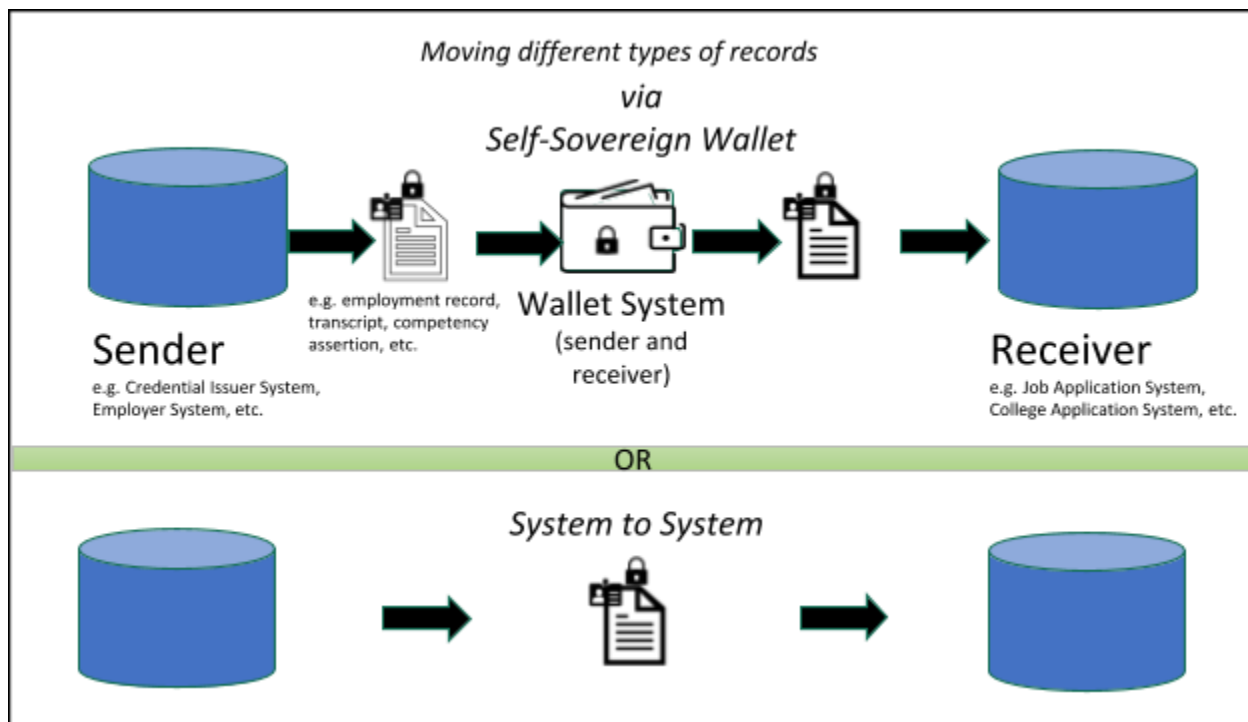 Moving different types of records
via
Self-Sovereign Wallet
e.g. employment record,
transcript, competency
assertion, etc.
Wallet System
(sender and
receiver)
Sender
e.g. Credential Issuer System,
Employer System, etc.
Receiver
e.g. Job Application System,
College Application System, etc.
OR
System to System